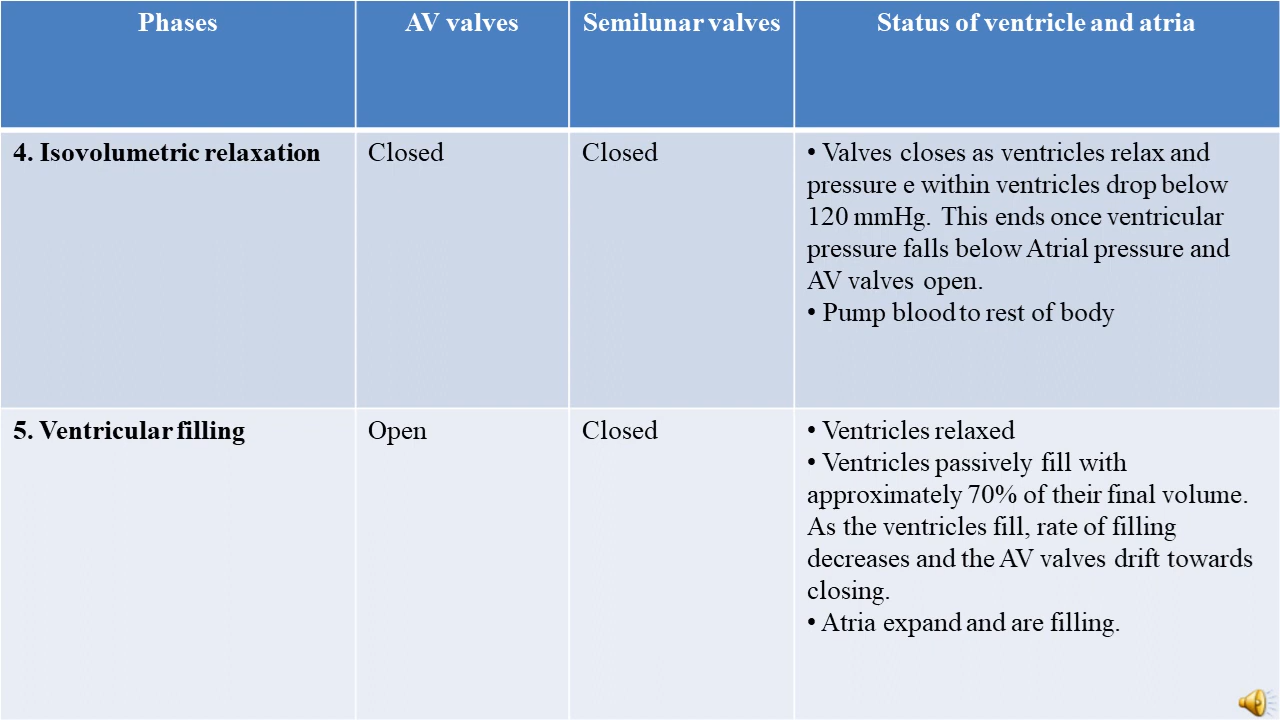 Phases
AV valves
Semilunar valves
Status of ventricle and atria
4. Isovolumetric relaxation
Closed
Closed
• Valves closes as ventricles relax and
pressure e within ventricles drop below
120 mmHg. This ends once ventricular
pressure falls below Atrial pressure and
AV valves open.
• Pump blood to rest of body
5. Ventricular filling
Open
Closed
• Ventricles relaxed
• Ventricles passively fill with
approximately 70% of their final volume.
As the ventricles fill, rate of filling
decreases and the AV valves drift towards
closing.
• Atria expand and are filling.